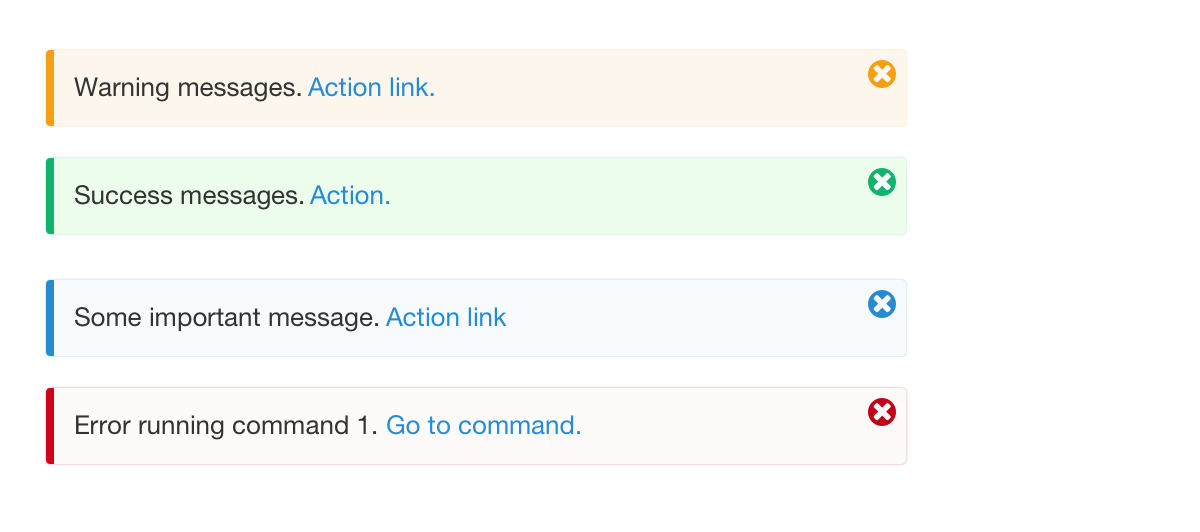 Warning messages. Action link.
Success messages. Action.
Some important message. Action link
Error running command 1. Go to command.